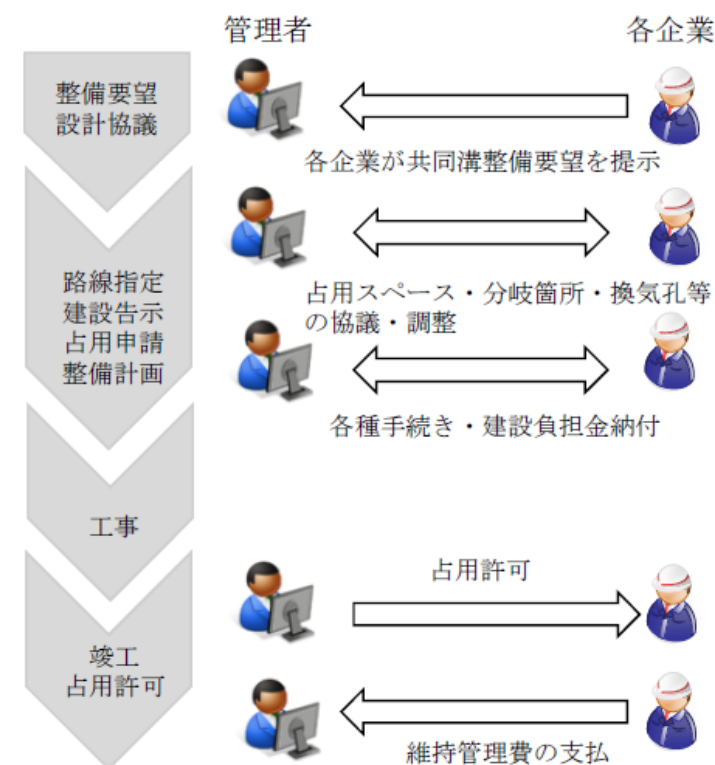 管理者
各企業
整備要望
設計協議
各企業が共同溝整備要望を提示
路線指定
建設告示
占用申請
整備計画
占用スペース・分岐箇所・換気孔等
の協議・調整
各種手続き・建設負担金納付
工事
占用許可
竣工
占用許可
維持管理費の支払